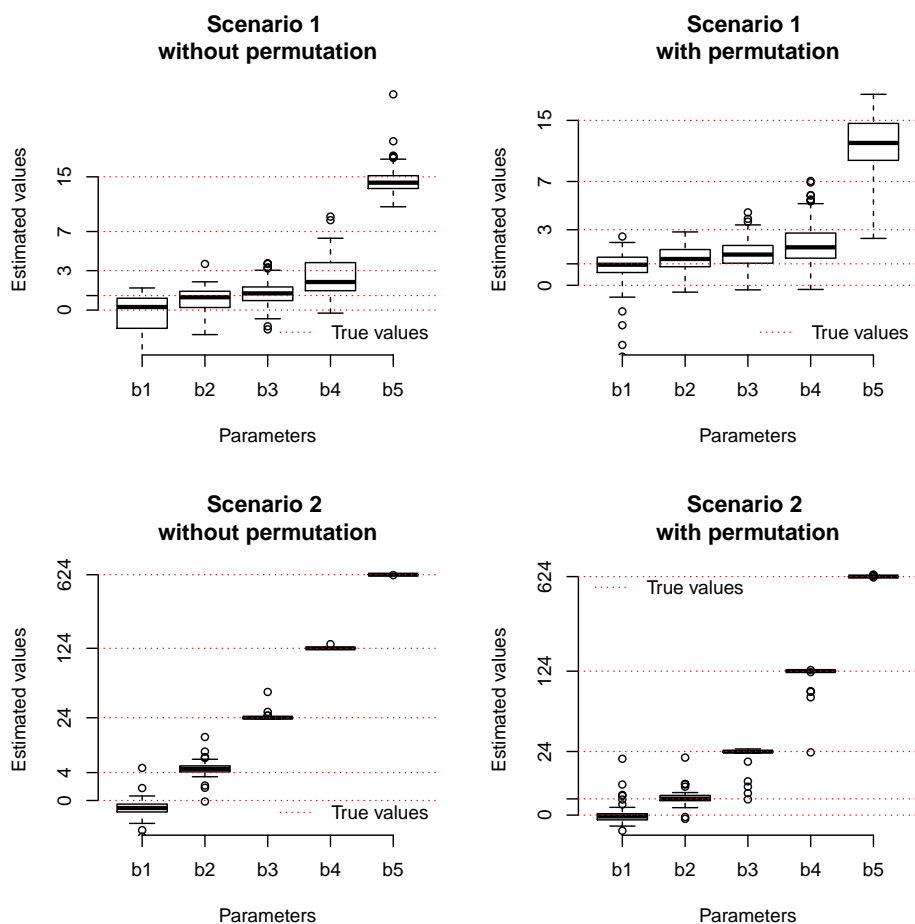 Scenario 1
without permutation
Estimated values
15
7
3
0
True values
b1 b2 b3 b4 b5
Parameters
Scenario 1
with permutation
Estimated values
15
7
3
0
True values
b1 b2 b3 b4 b5
Parameters
Scenario 2
without permutation
Estimated values
624
124
24
4
0
True values
b1 b2 b3 b4 b5
Parameters
Scenario 2
with permutation
Estimated values
624
124
24
0
True values
b1 b2 b3 b4 b5
Parameters